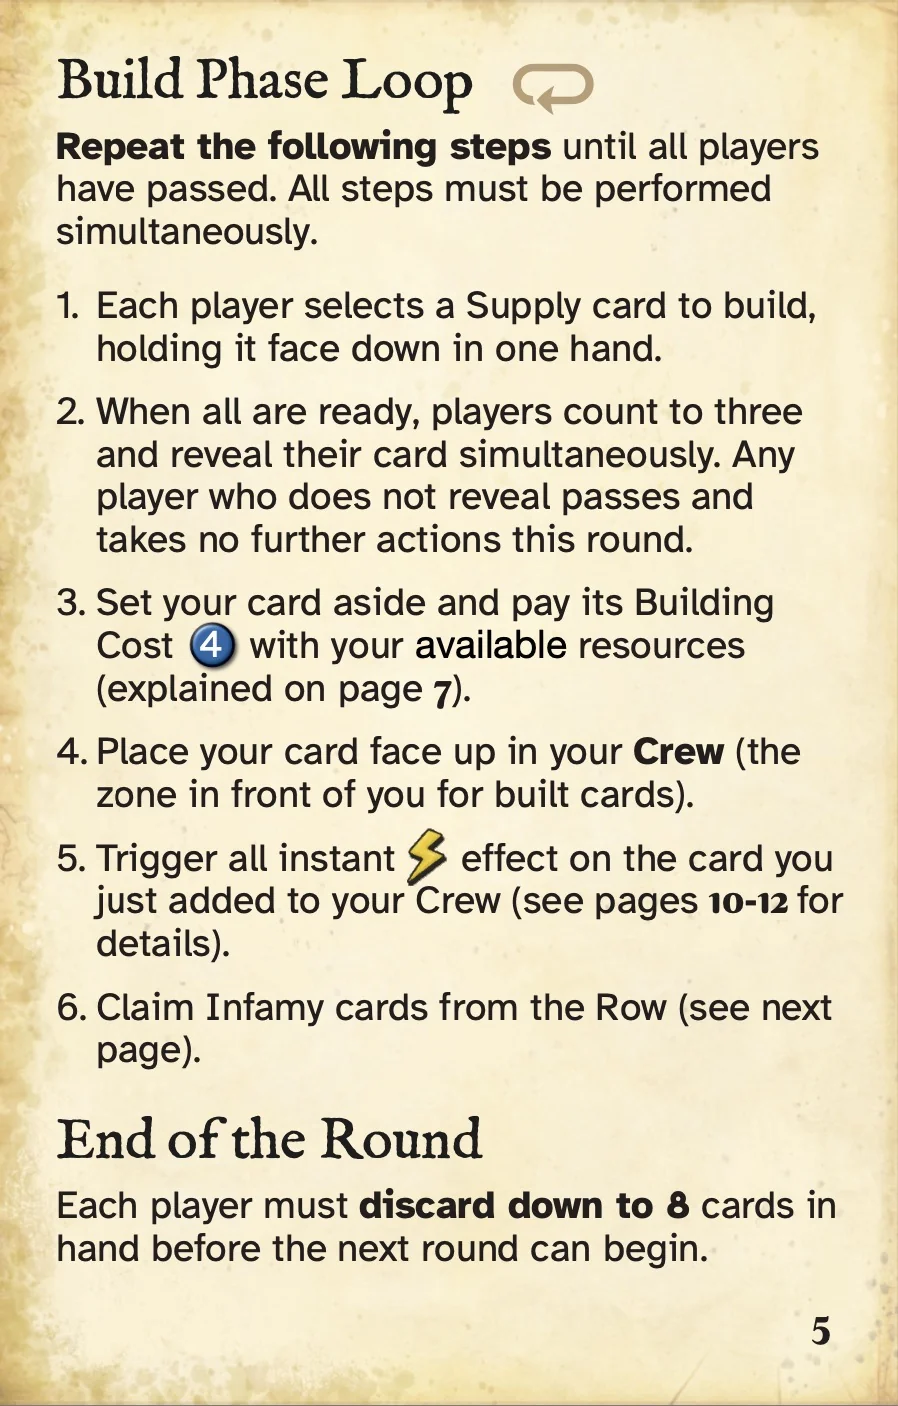 Build Phase Loop
Repeat the following steps until all players
have passed. All steps must be performed
simultaneously.
1. Each player selects a Supply card to build,
holding it face down in one hand.
2. When all are ready, players count to three
and reveal their card simultaneously. Any
player who does not reveal passes and
takes no further actions this round.
3. Set your card aside and pay its Building
Cost 4 with your available resources
(explained on page 7).
4. Place your card face up in your Crew (the
zone in front of you for built cards).
5. Trigger all instant effect on the card you
just added to your Crew (see pages 10-12 for
details).
6. Claim Infamy cards from the Row (see next
page).
End of the Round
Each player must discard down to 8 cards in
hand before the next round can begin.
5